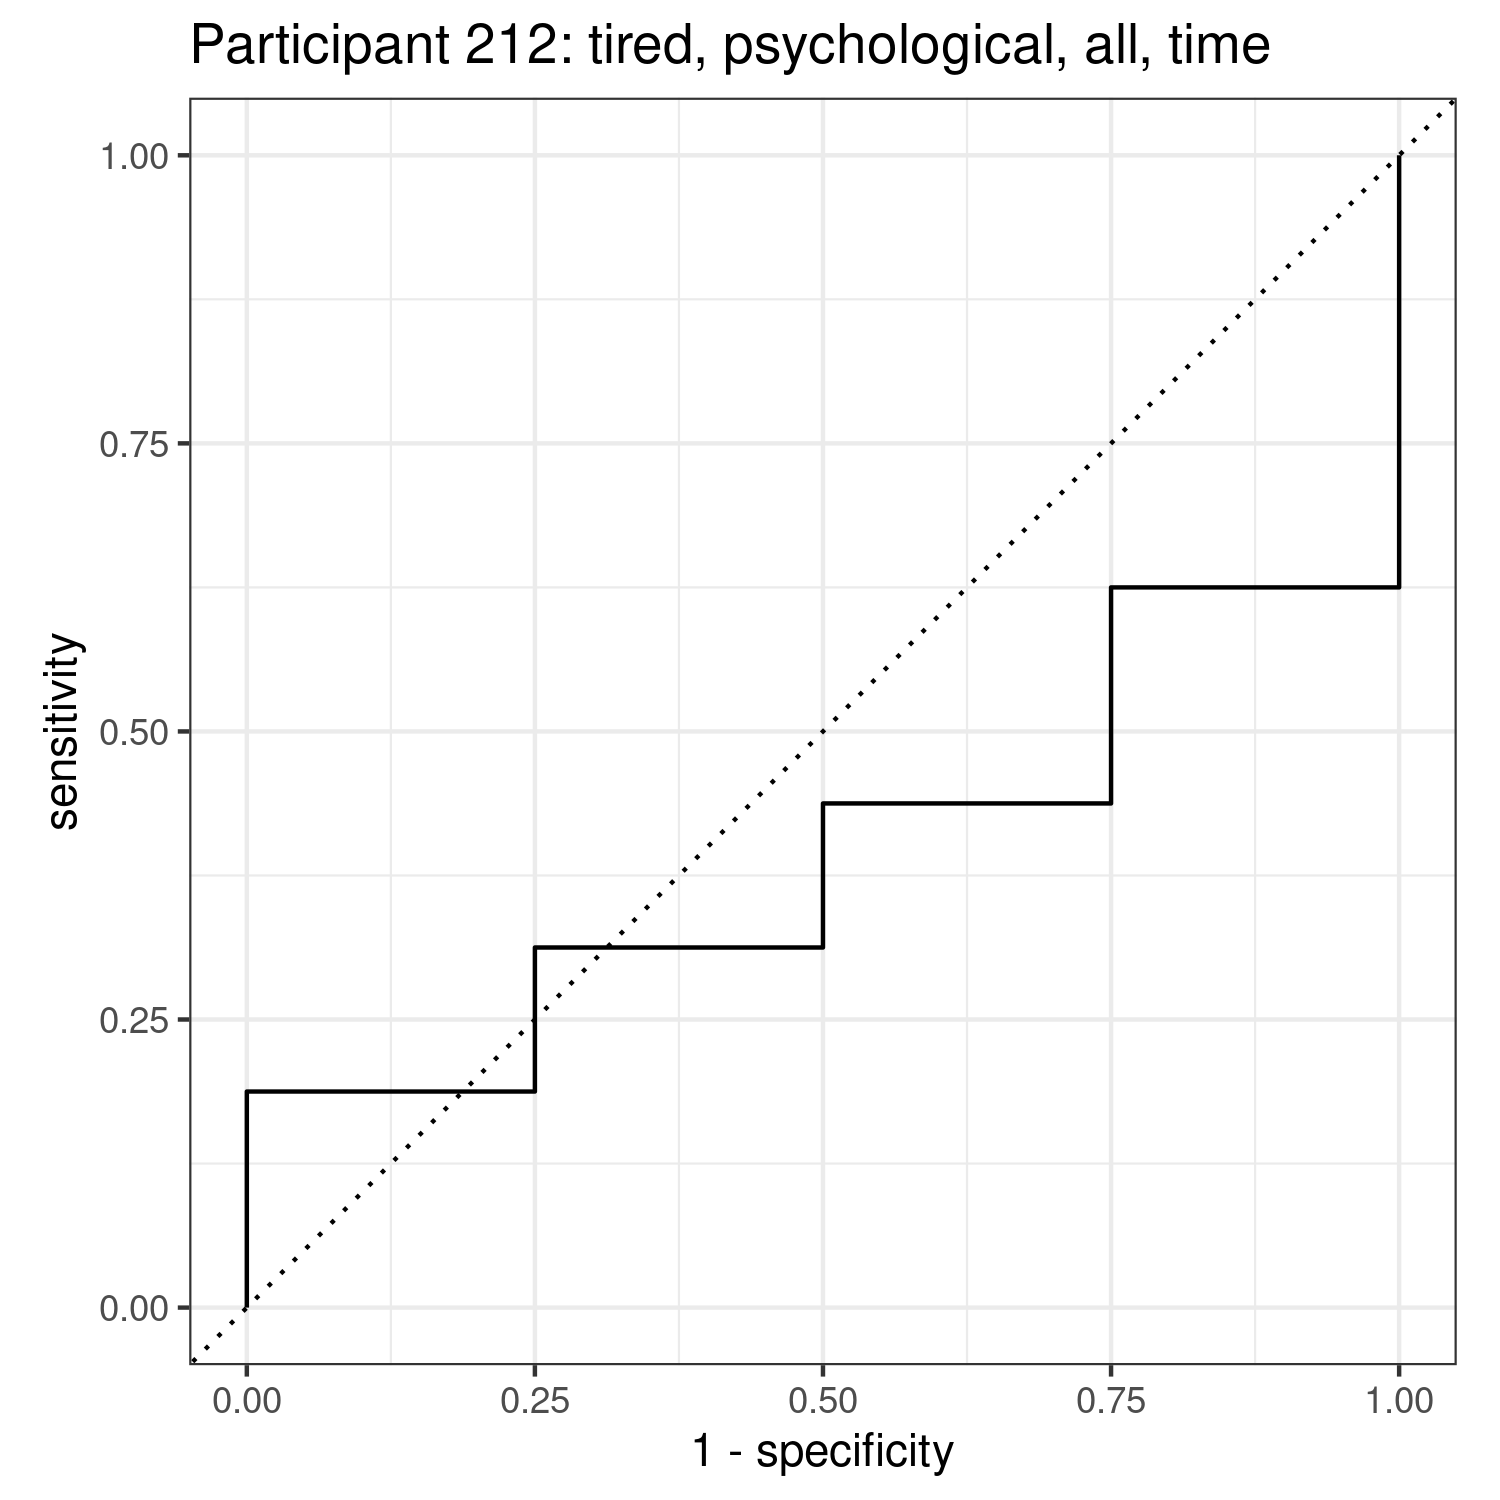 Participant 212: tired, psychological, all, time
1.00
0.75
0.50
0.25
0.00
sensitivity
0.00 0.25 0.50 0.75 1.00
1 - specificity